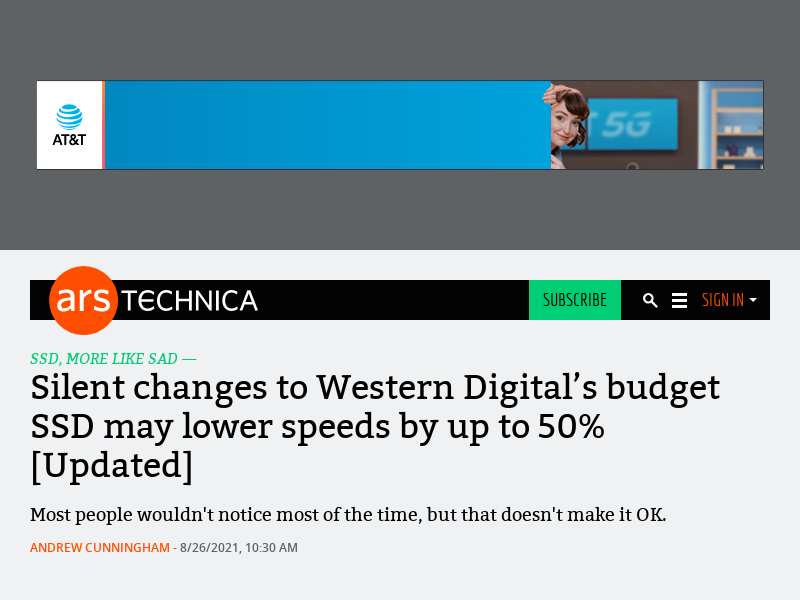 AT&T
T 5G
ars TECHNICA
SUBSCRIBE
SIGN IN
SSD, MORE LIKE SAD —
Silent changes to Western Digital’s budget
SSD may lower speeds by up to 50%
[Updated]
Most people wouldn't notice most of the time, but that doesn't make it OK.
ANDREW CUNNINGHAM - 8/26/2021, 10:30 AM